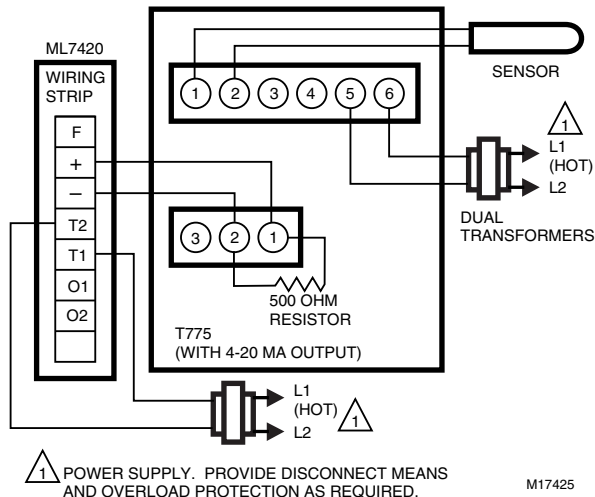 ML7420
WIRING
STRIP
F
+
–
T2
T1
O1
O2
1 2 3 4 5 6
SENSOR
1
L1
(HOT)
L2
DUAL
TRANSFORMERS
3 2 1
500 OHM
RESISTOR
T775
(WITH 4-20 MA OUTPUT)
L1
(HOT)
1
L2
1 POWER SUPPLY. PROVIDE DISCONNECT MEANS
AND OVERLOAD PROTECTION AS REQUIRED.
M17425